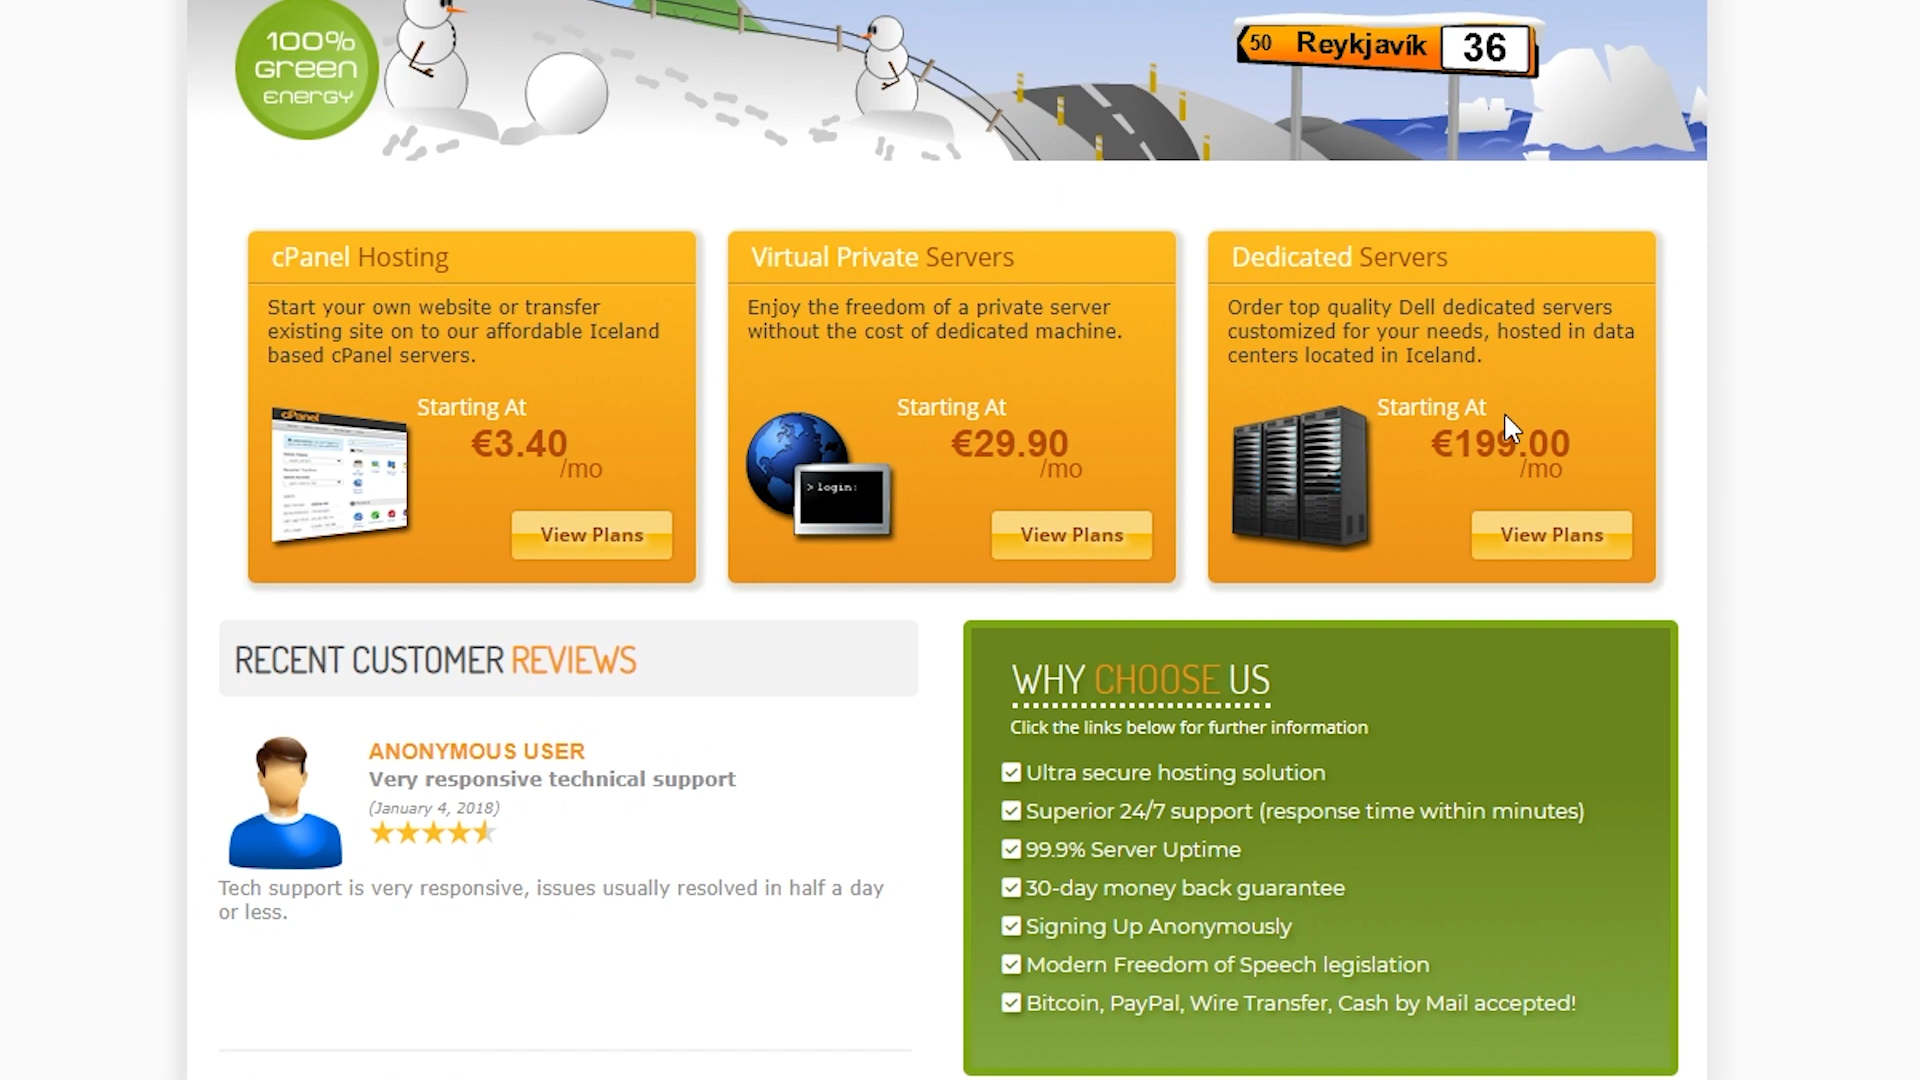 100%
Green
energy
50 Reykjavík 36
cPanel Hosting
Start your own website or transfer
existing site on to our affordable Iceland
based cPanel servers.
cPanel
Starting At
€3.40
/mo
View Plans
Virtual Private Servers
Enjoy the freedom of a private server
without the cost of dedicated machine.
> login:
Starting At
€29.90
/mo
View Plans
Dedicated Servers
Order top quality Dell dedicated servers
customized for your needs, hosted in data
centers located in Iceland.
Starting At
€199.00
/mo
View Plans
RECENT CUSTOMER REVIEWS
ANONYMOUS USER
Very responsive technical support
(January 4, 2018)
Tech support is very responsive, issues usually resolved in half a day
or less.
WHY CHOOSE US
Click the links below for further information
Ultra secure hosting solution
Superior 24/7 support (response time within minutes)
99.9% Server Uptime
30-day money back guarantee
Signing Up Anonymously
Modern Freedom of Speech legislation
Bitcoin, PayPal, Wire Transfer, Cash by Mail accepted!